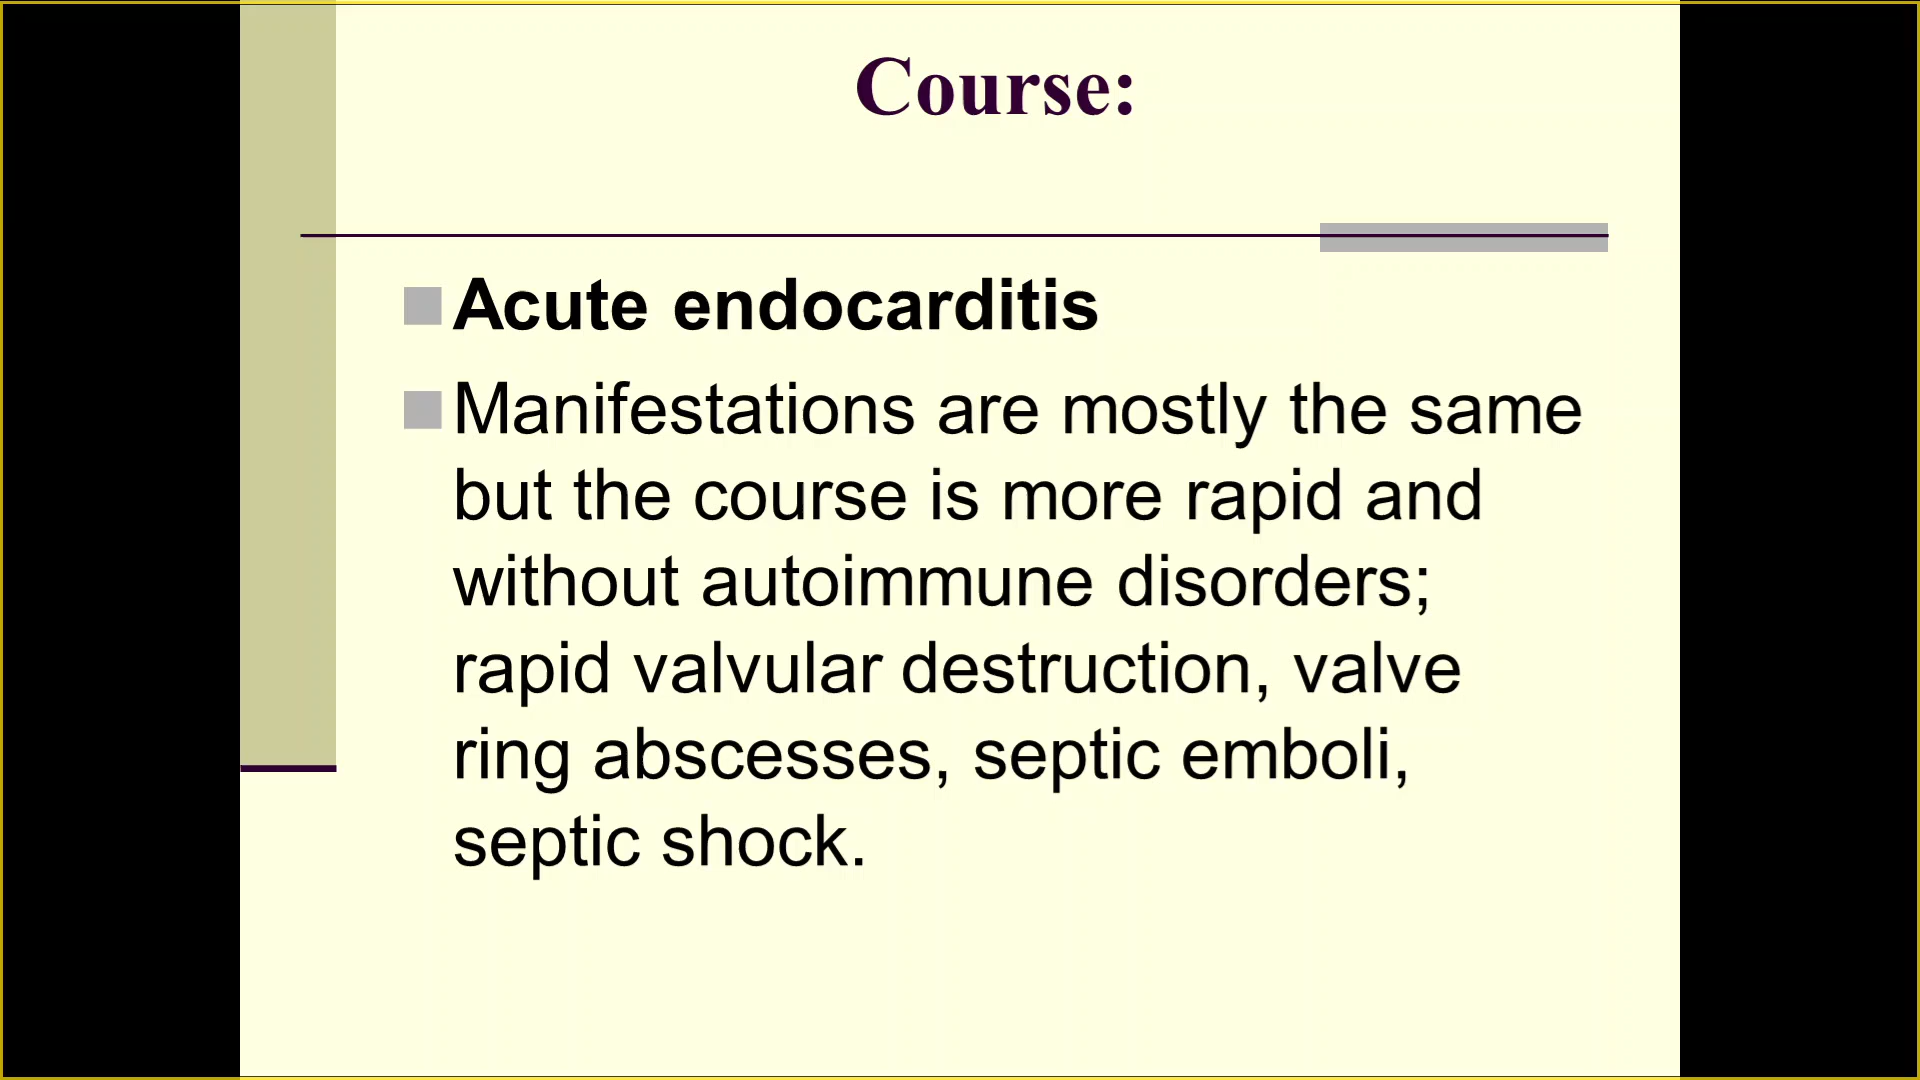 Course:
Acute endocarditis
Manifestations are mostly the same
but the course is more rapid and
without autoimmune disorders;
rapid valvular destruction, valve
ring abscesses, septic emboli,
septic shock.